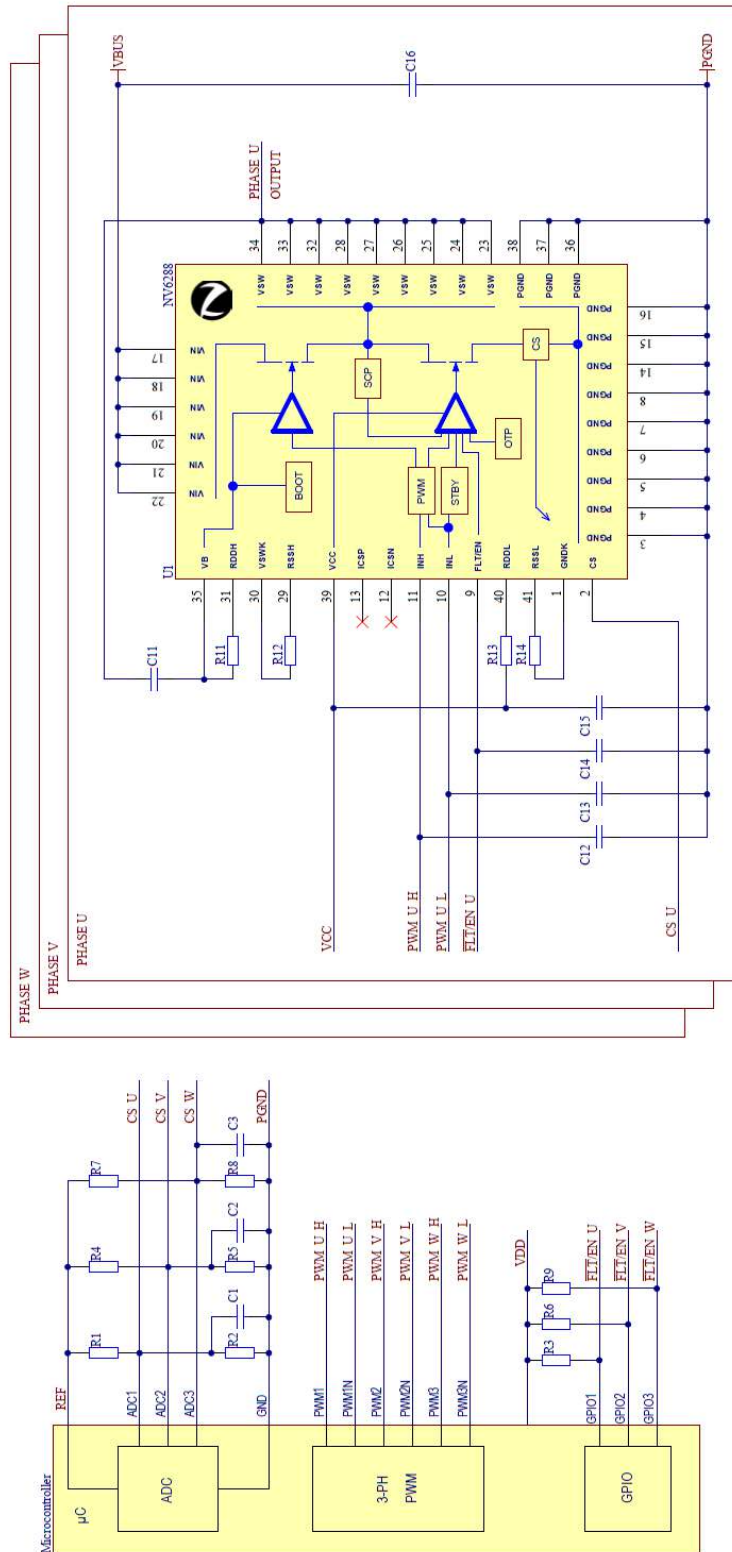 Microcontroller
µC
REF
ADC
ADC1
ADC2
ADC3
GND
R1
R2
C1
R4
R5
C2
R7
R8
C3
CS U
CS V
CS W
PGND
3-PH
PWM
PWM1
PWM1N
PWM2
PWM2N
PWM3
PWM3N
PWM U H
PWM U L
PWM V H
PWM V L
PWM W H
PWM W L
VDD
GPIO
GPIO1
GPIO2
GPIO3
R3
R6
R9
FLT/EN U
FLT/EN V
FLT/EN W
PHASE W
PHASE V
PHASE U
VCC
PWM U H
PWM U L
FLT/EN U
CS U
C11
R11
R12
R13
R14
C12
C13
C14
C15
U1
NV6288
35
31
30
29
39
13
12
11
10
9
40
41
1
2
VB
RDDH
VSWK
RSSH
VCC
ICSP
ICSN
INH
INL
FLT/EN
RDDL
RSSL
GNDK
CS
BOOT
PWM
STBY
OTP
SCP
CS
22
21
20
19
18
17
VIN
VIN
VIN
VIN
VIN
VIN
VSW
VSW
VSW
VSW
VSW
VSW
VSW
VSW
VSW
PGND
PGND
PGND
34
33
32
28
27
26
25
24
23
38
37
36
PGND
PGND
PGND
PGND
PGND
PGND
PGND
PGND
PGND
3
4
5
6
7
8
14
15
16
PHASE U
OUTPUT
VBUS
C16
PGND